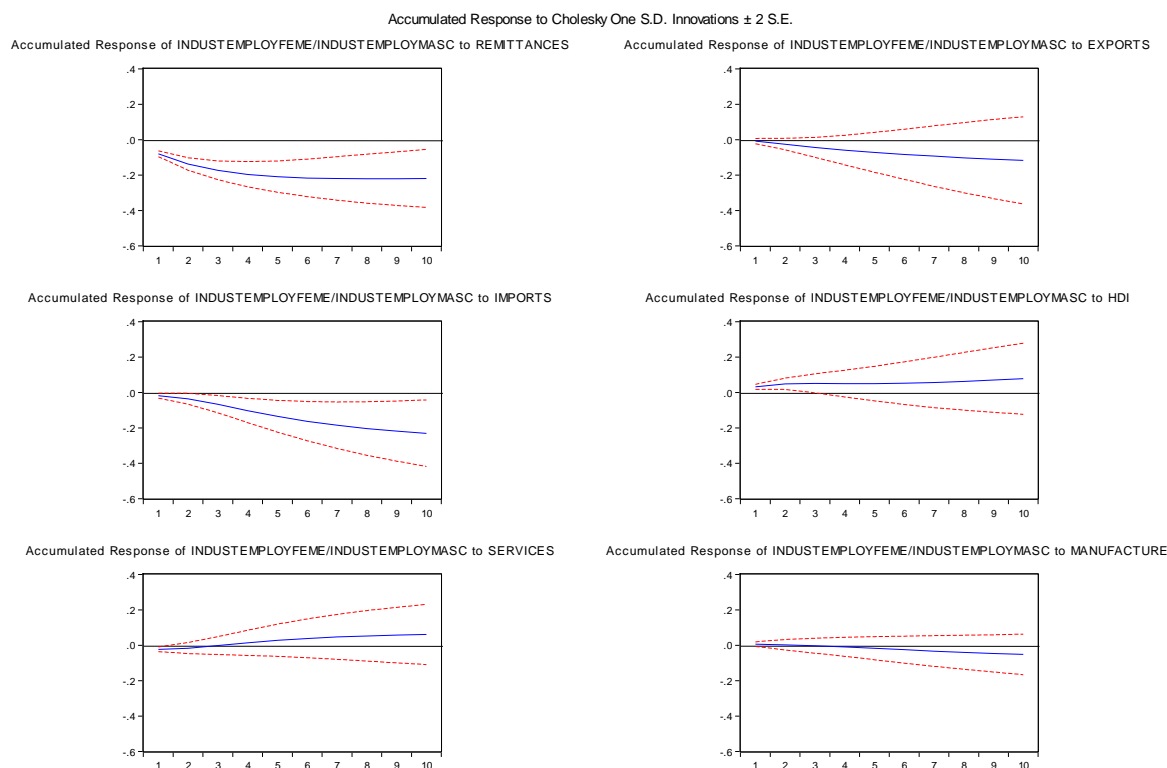 Accumulated Response to Cholesky One S.D. Innovations ± 2 S.E.
Accumulated Response of INDUSTEMPLOYFEME/INDUSTEMPLOYMASC to REMITTANCES
.4
.2
.0
-.2
-.4
-.6
1 2 3 4 5 6 7 8 9 10
Accumulated Response of INDUSTEMPLOYFEME/INDUSTEMPLOYMASC to EXPORTS
.4
.2
.0
-.2
-.4
-.6
1 2 3 4 5 6 7 8 9 10
Accumulated Response of INDUSTEMPLOYFEME/INDUSTEMPLOYMASC to IMPORTS
.4
.2
.0
-.2
-.4
-.6
1 2 3 4 5 6 7 8 9 10
Accumulated Response of INDUSTEMPLOYFEME/INDUSTEMPLOYMASC to HDI
.4
.2
.0
-.2
-.4
-.6
1 2 3 4 5 6 7 8 9 10
Accumulated Response of INDUSTEMPLOYFEME/INDUSTEMPLOYMASC to SERVICES
.4
.2
.0
-.2
-.4
-.6
1 2 3 4 5 6 7 8 9 10
Accumulated Response of INDUSTEMPLOYFEME/INDUSTEMPLOYMASC to MANUFACTURE
.4
.2
.0
-.2
-.4
-.6
1 2 3 4 5 6 7 8 9 10